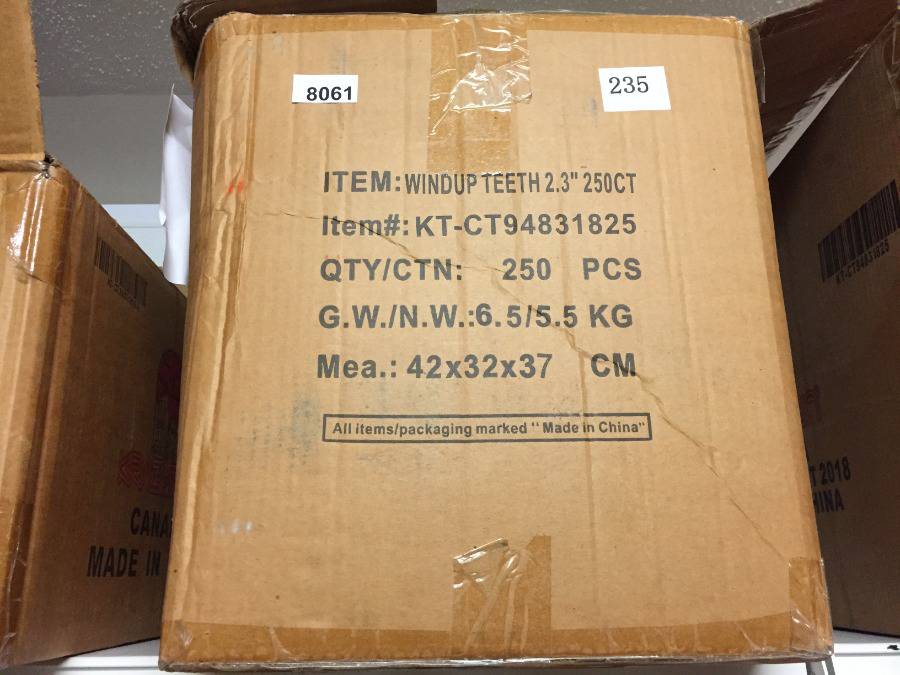 8061
235
ITEM: WINDUP TEETH 2.3" 250CT
Item#: KT-CT94831825
QTY/CTN: 250 PCS
G.W./N.W.:6.5/5.5 KG
Mea.: 42x32x37 CM
All items/packaging marked "Made in China"
MADE IN
2018